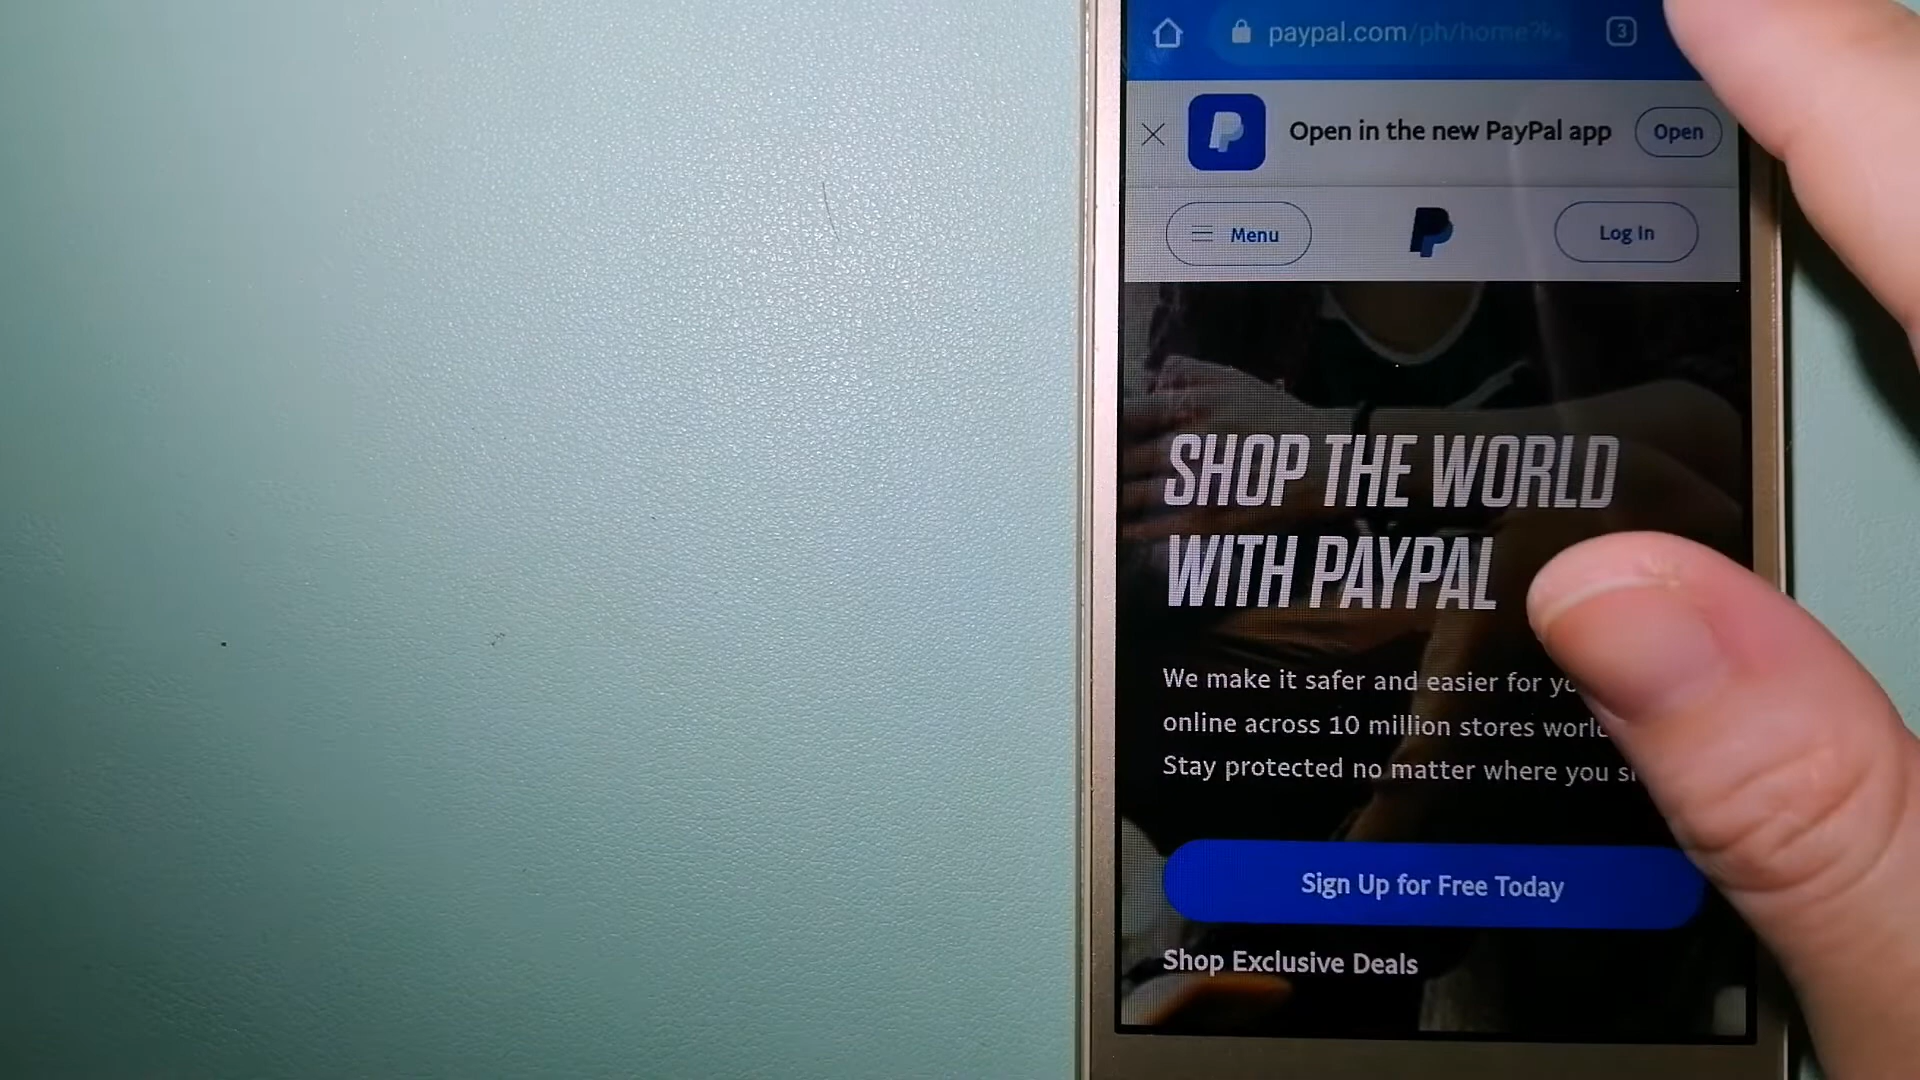 paypal.com/ph/home?k
3
Open in the new PayPal app
Open
Menu
Log In
SHOP THE WORLD
WITH PAYPAL
We make it safer and easier for
online across 10 million stores
Stay protected no matter where you
Sign Up for Free Today
Shop Exclusive Deals